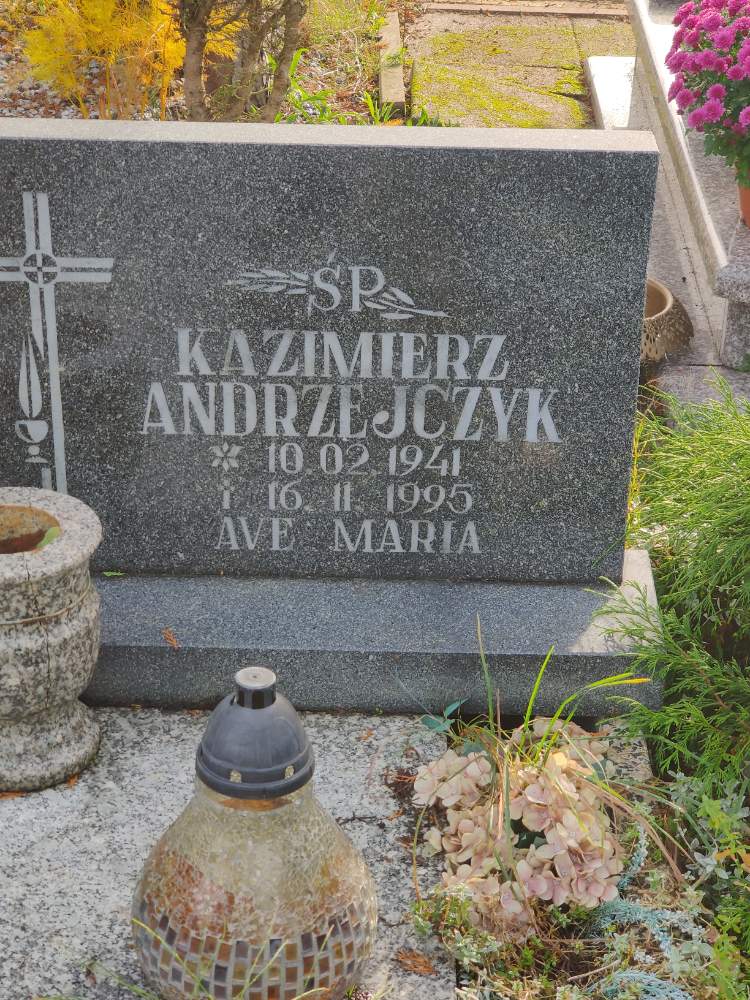 ŚP
KAZIMIERZ
ANDRZEJCZYK
* 10.02.1941
† 16.11.1995
AVE MARIA